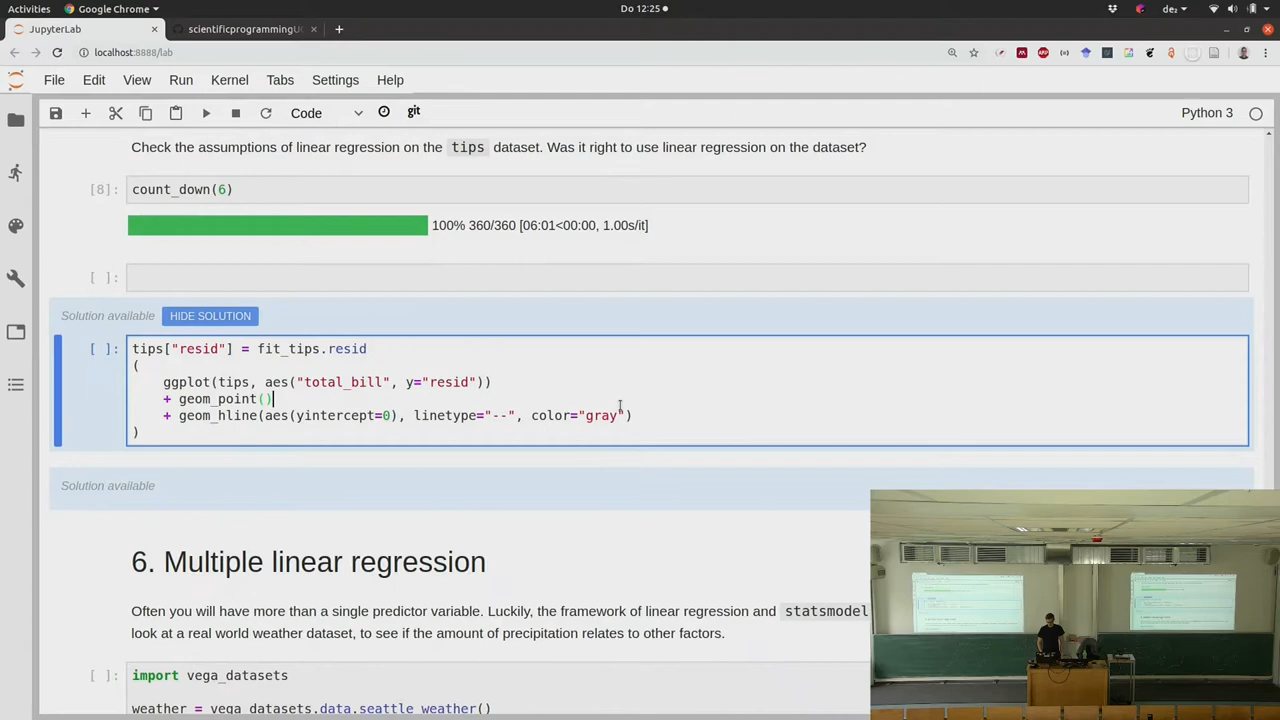 Activities Google Chrome Do 12:25 de₂
JupyterLab × scientificprogrammingU( × +
localhost:8888/lab
File Edit View Run Kernel Tabs Settings Help
Code git Python 3
Check the assumptions of linear regression on the tips dataset. Was it right to use linear regression on the dataset?
[8]: count_down(6)
100% 360/360 [06:01<00:00, 1.00s/it]
[ ]:
Solution available HIDE SOLUTION
[ ]: tips["resid"] = fit_tips.resid
(
ggplot(tips, aes("total_bill", y="resid"))
+ geom_point()
+ geom_hline(aes(yintercept=0), linetype="--", color="gray")
)
Solution available
6. Multiple linear regression
Often you will have more than a single predictor variable. Luckily, the framework of linear regression and statsmodel
look at a real world weather dataset, to see if the amount of precipitation relates to other factors.
[ ]: import vega_datasets
weather = vega_datasets.data.seattle_weather()